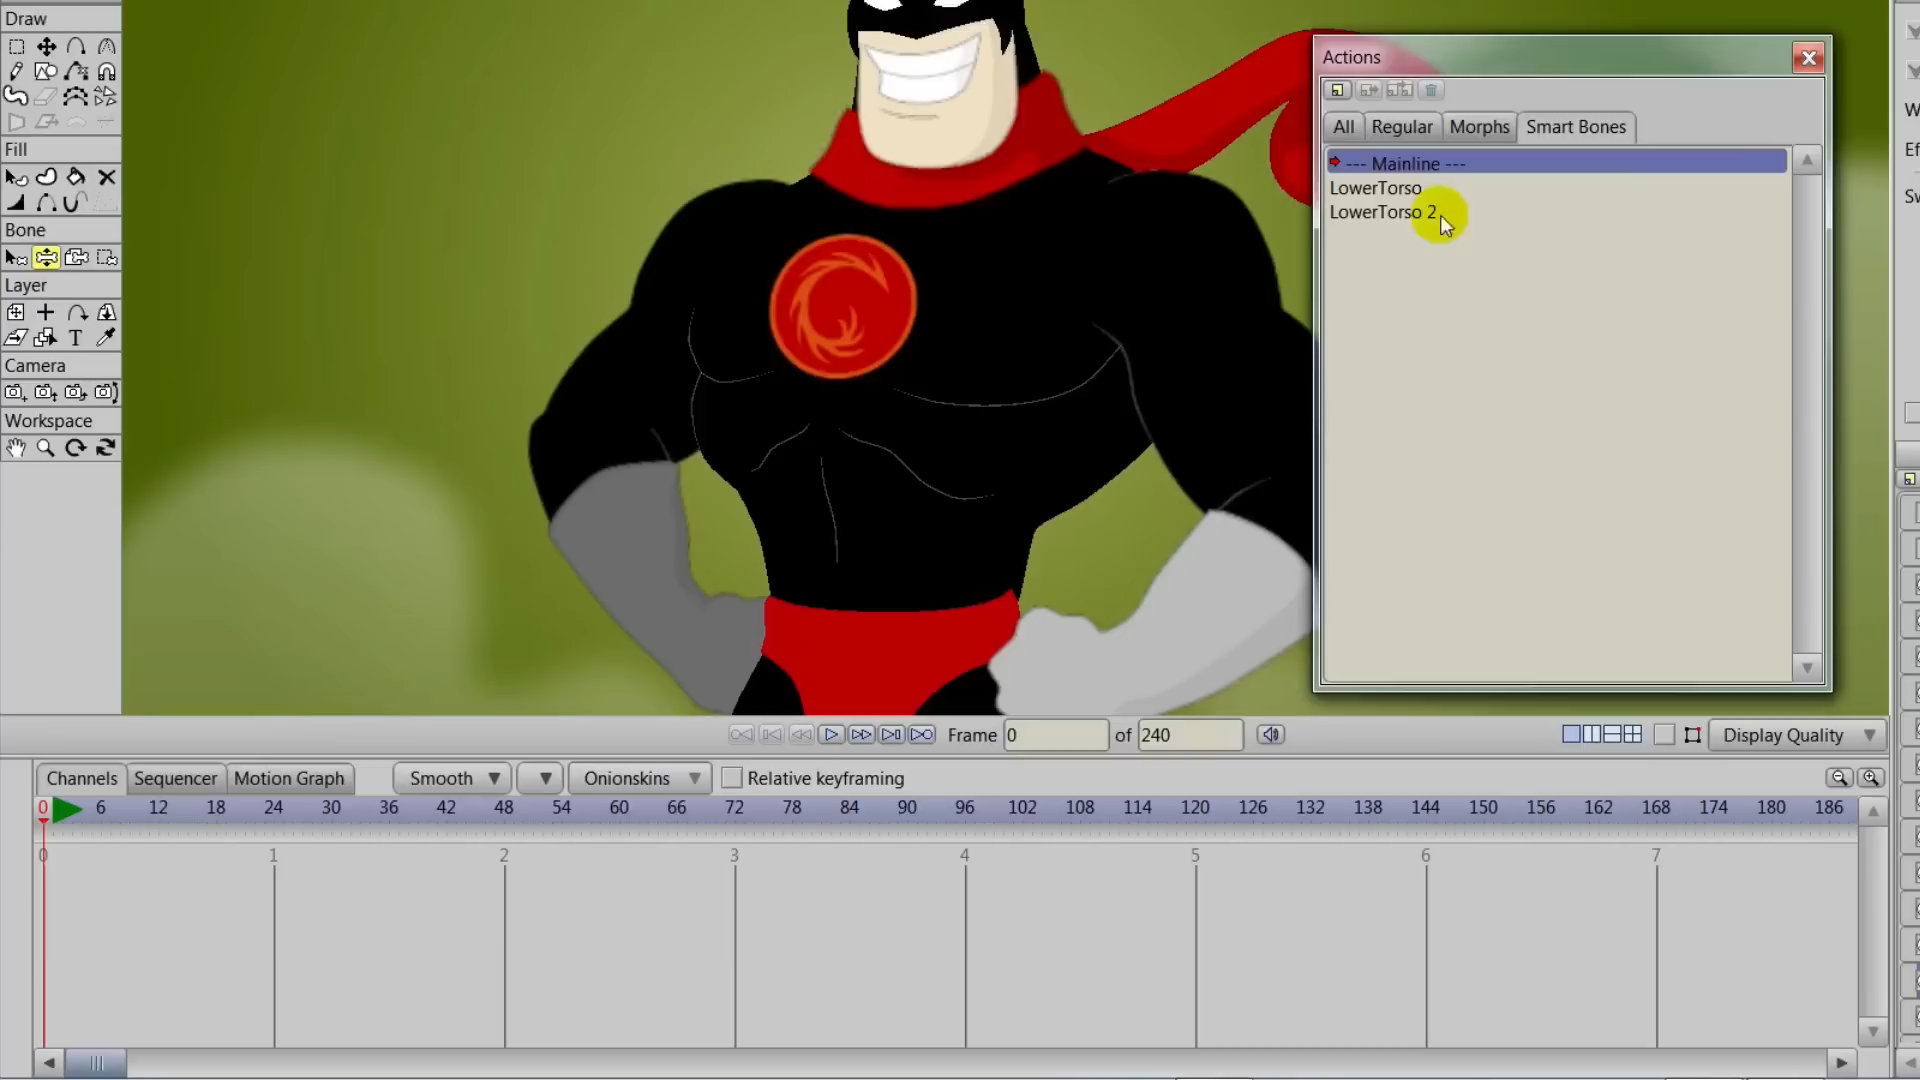 Draw
Fill
Bone
Layer
T
Camera
Workspace
Actions
All Regular Morphs Smart Bones
--- Mainline ---
LowerTorso
LowerTorso 2
W
Ef
Sv
Frame 0 of 240 Display Quality
Channels Sequencer Motion Graph Smooth Onionskins Relative keyframing
0 6 12 18 24 30 36 42 48 54 60 66 72 78 84 90 96 102 108 114 120 126 132 138 144 150 156 162 168 174 180 186
0 1 2 3 4 5 6 7